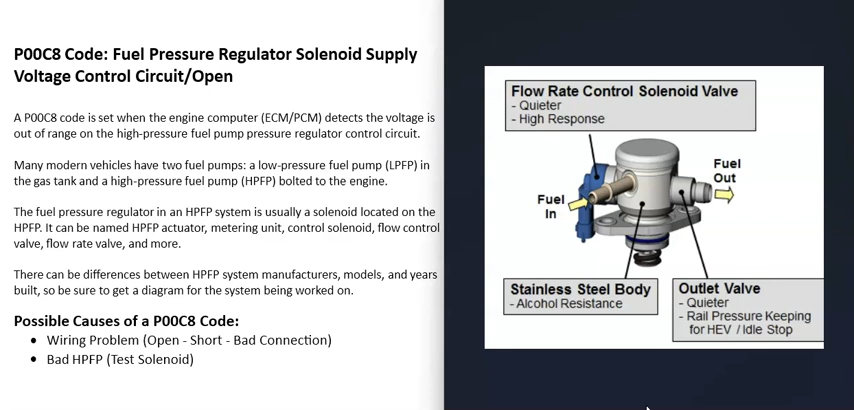 P00C8 Code: Fuel Pressure Regulator Solenoid Supply
Voltage Control Circuit/Open
A P00C8 code is set when the engine computer (ECM/PCM) detects the voltage is
out of range on the high-pressure fuel pump pressure regulator control circuit.
Many modern vehicles have two fuel pumps: a low-pressure fuel pump (LPFP) in
the gas tank and a high-pressure fuel pump (HPFP) bolted to the engine.
The fuel pressure regulator in an HPFP system is usually a solenoid located on the
HPFP. It can be named HPFP actuator, metering unit, control solenoid, flow control
valve, flow rate valve, and more.
There can be differences between HPFP system manufacturers, models, and years
built, so be sure to get a diagram for the system being worked on.
Possible Causes of a P00C8 Code:
• Wiring Problem (Open - Short - Bad Connection)
• Bad HPFP (Test Solenoid)
Flow Rate Control Solenoid Valve
- Quieter
- High Response
Fuel
In
Fuel
Out
Stainless Steel Body
- Alcohol Resistance
Outlet Valve
- Quieter
- Rail Pressure Keeping
for HEV / Idle Stop